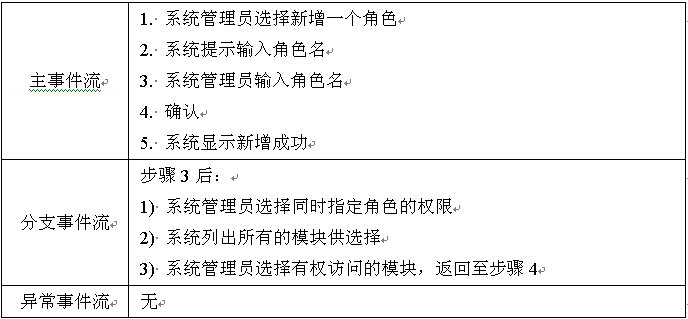 主事件流
1. 系统管理员选择新增一个角色
2. 系统提示输入角色名
3. 系统管理员输入角色名
4. 确认
5. 系统显示新增成功
分支事件流
步骤 3 后：
1) 系统管理员选择同时指定角色的权限
2) 系统列出所有的模块供选择
3) 系统管理员选择有权访问的模块，返回至步骤 4
异常事件流
无